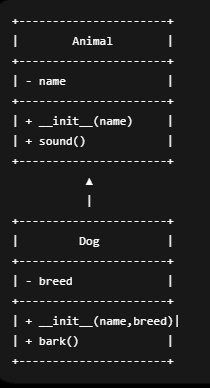 +----------------------+
|        Animal        |
+----------------------+
| - name               |
+----------------------+
| + __init__(name)     |
| + sound()            |
+----------------------+
           ▲
           |
+----------------------+
|         Dog          |
+----------------------+
| - breed              |
+----------------------+
| + __init__(name,breed)|
| + bark()             |
+----------------------+